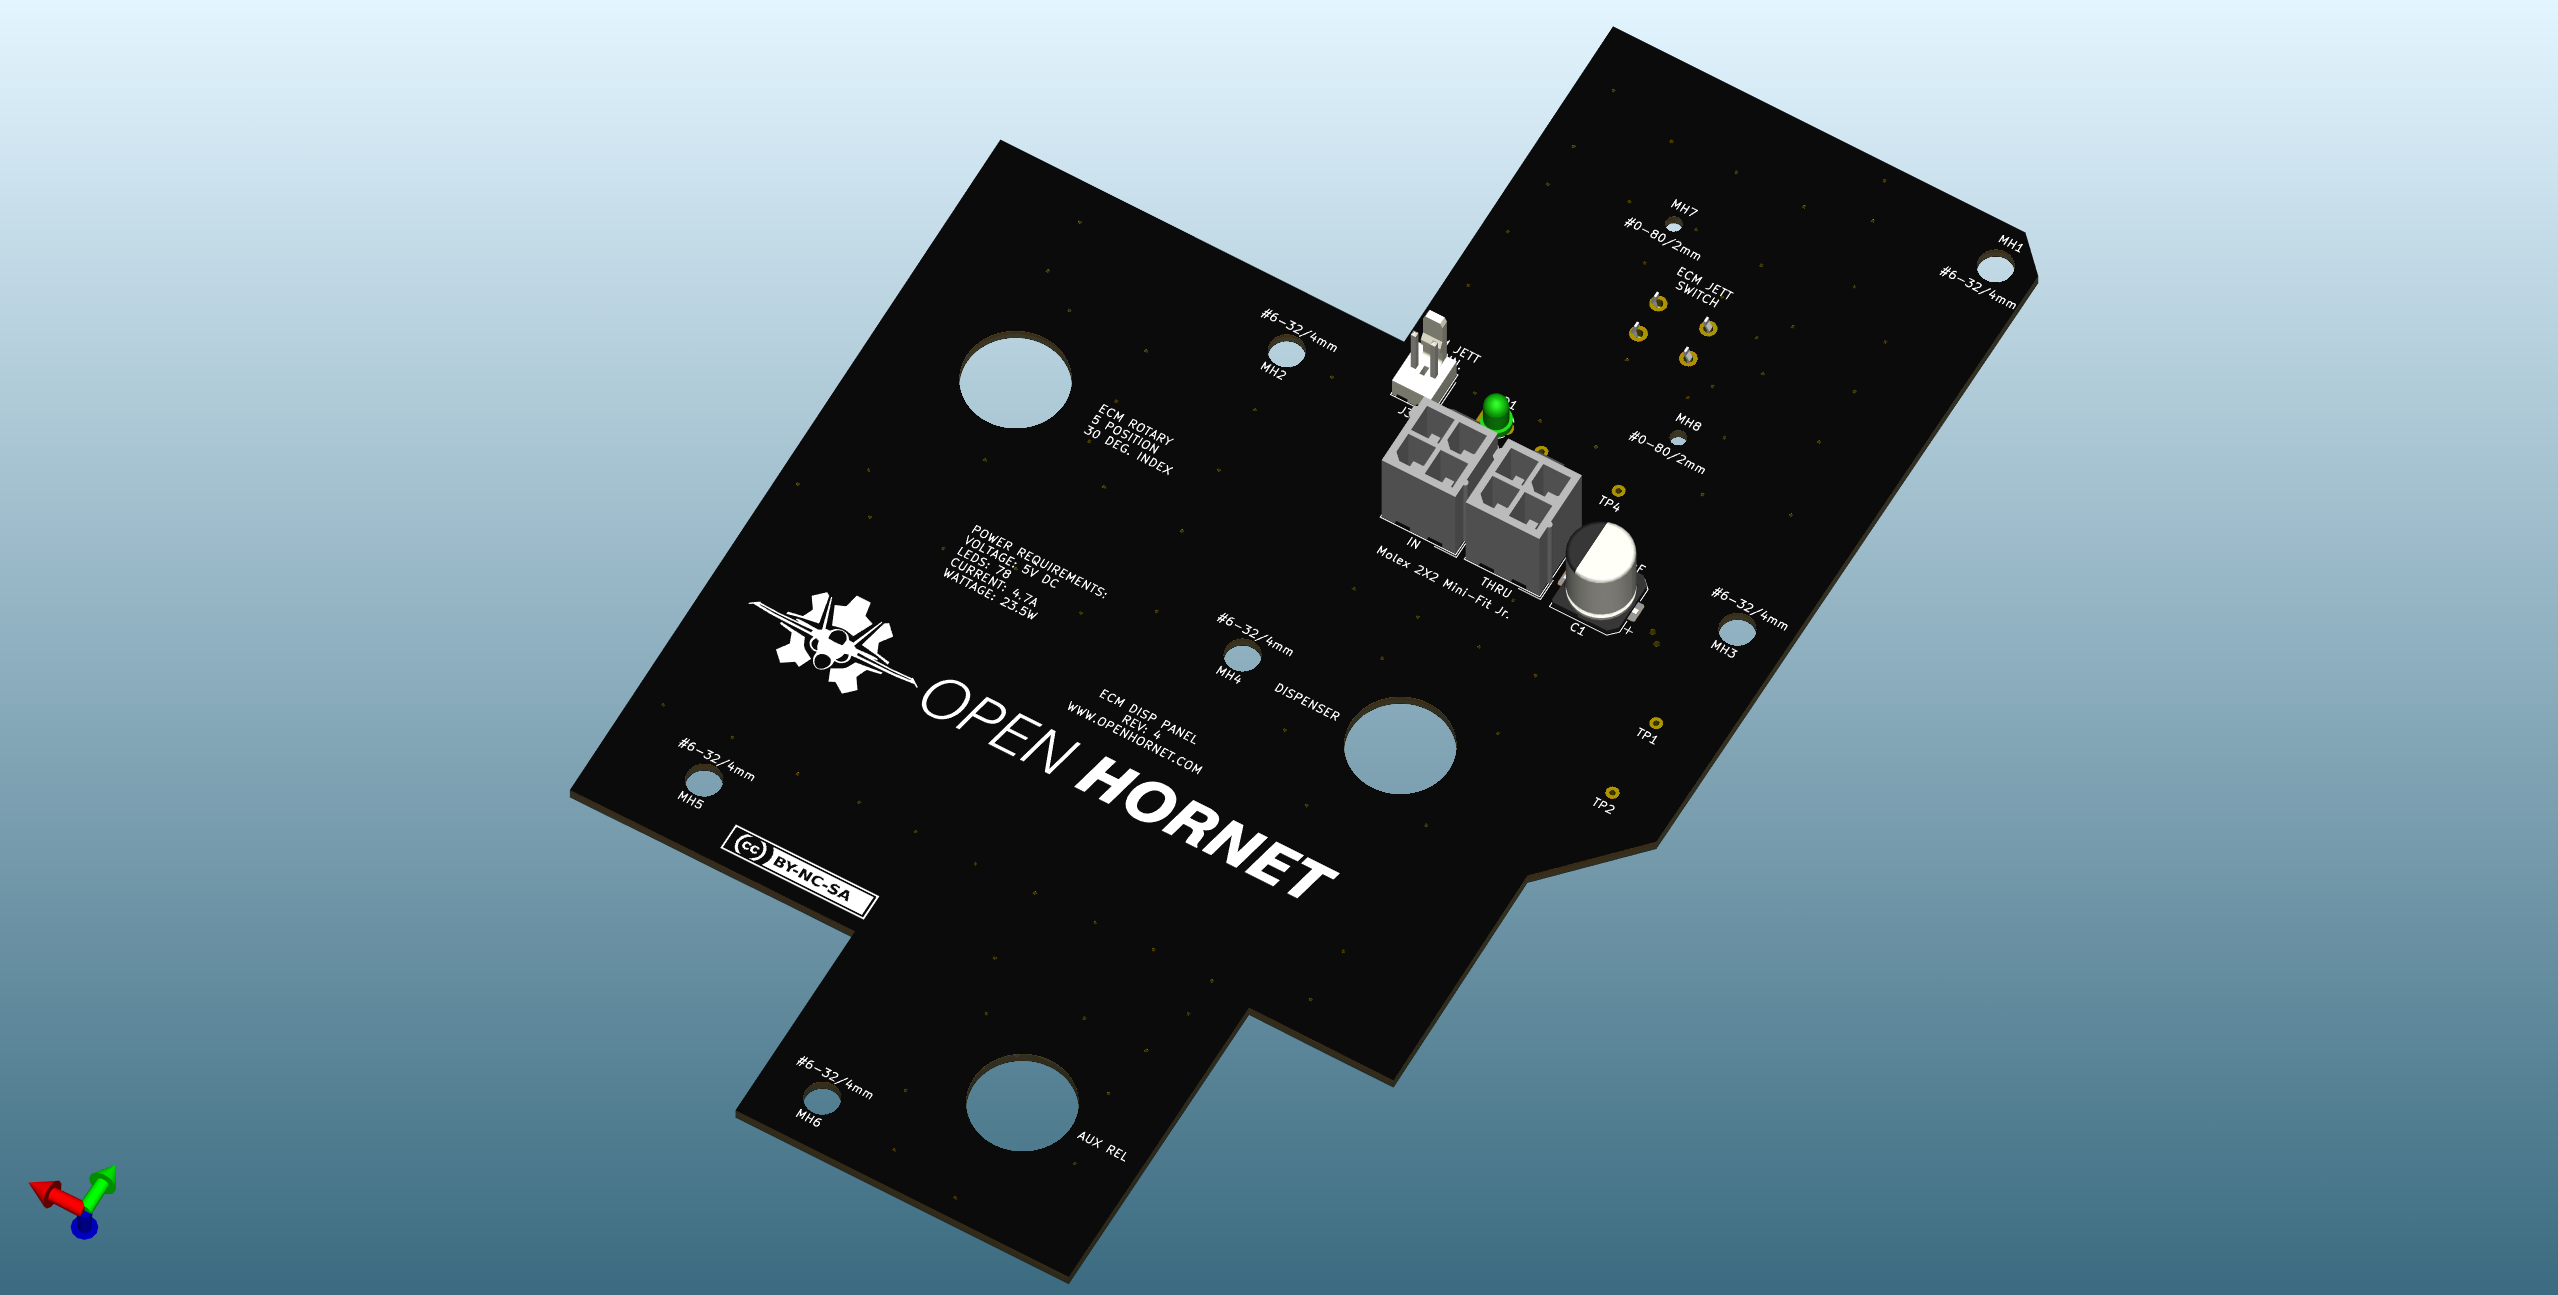 MH7
#0-80/2mm
MH1
#6-32/4mm
ECM JETT
SWITCH
#6-32/4mm
MH2
JETT
ECM ROTARY
5 POSITION
30 DEG. INDEX
MH8
#0-80/2mm
TP4
IN
THRU
Molex 2X2 Mini-Fit Jr.
C1
+
#6-32/4mm
MH3
POWER REQUIREMENTS:
VOLTAGE: 5V DC
LEDS: 78
CURRENT: 4.7A
WATTAGE: 23.5W
#6-32/4mm
MH4
DISPENSER
ECM DISP PANEL
REV: 4
WWW.OPENHORNET.COM
OPEN HORNET
TP1
TP2
#6-32/4mm
MH5
cc BY-NC-SA
#6-32/4mm
MH6
AUX REL